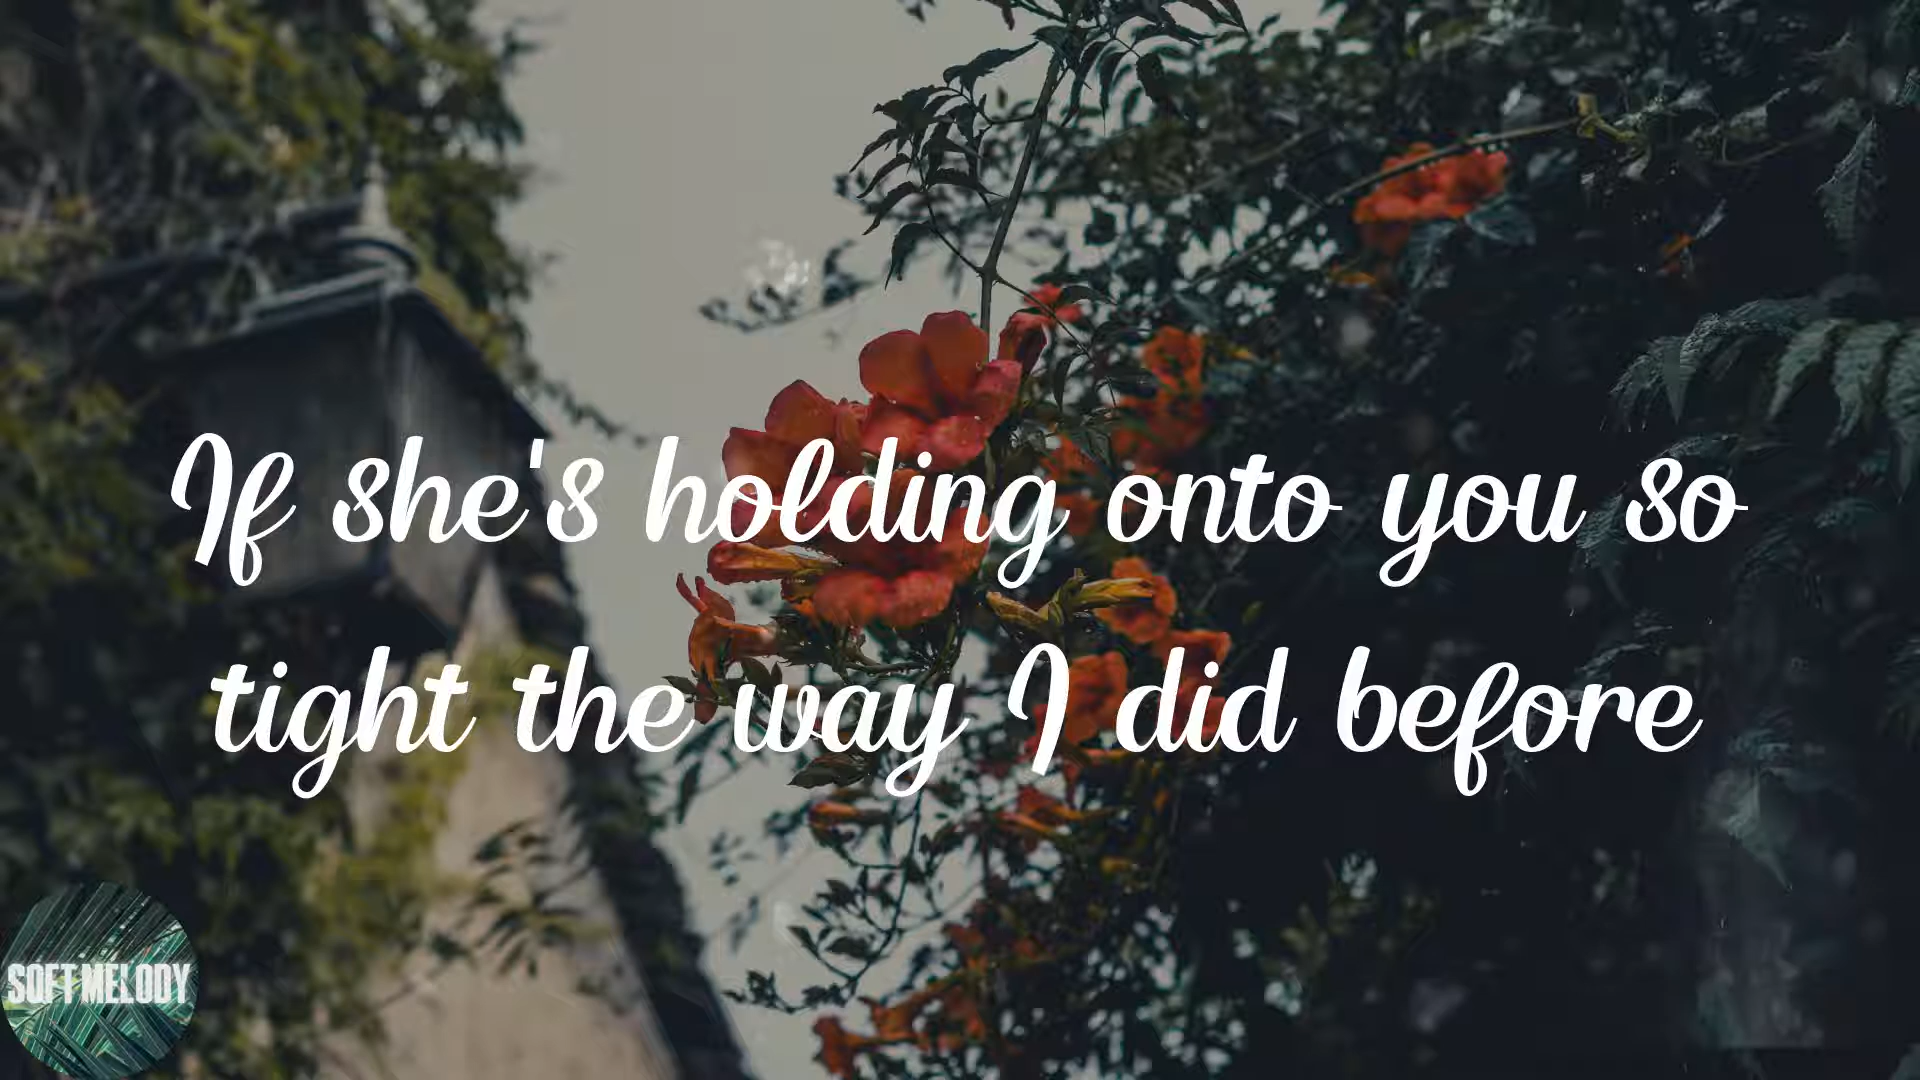 If she's holding onto you so
tight the way I did before
SOFT MELODY